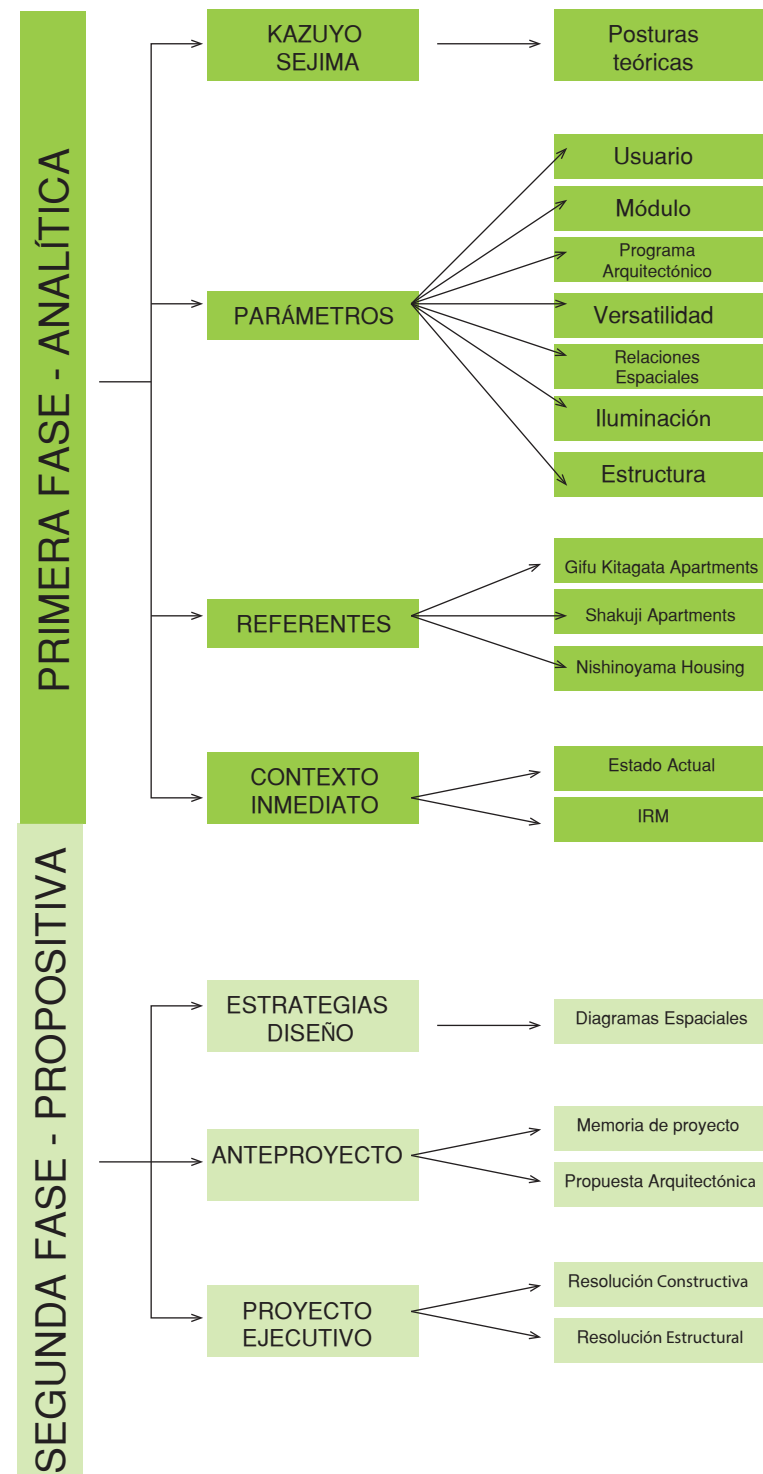 PRIMERA FASE - ANALÍTICA
KAZUYO
SEJIMA
Posturas
teóricas
PARÁMETROS
Usuario
Módulo
Programa
Arquitectónico
Versatilidad
Relaciones
Espaciales
Iluminación
Estructura
REFERENTES
Gifu Kitagata Apartments
Shakuji Apartments
Nishinoyama Housing
CONTEXTO
INMEDIATO
Estado Actual
IRM
SEGUNDA FASE - PROPOSITIVA
ESTRATEGIAS
DISEÑO
Diagramas Espaciales
ANTEPROYECTO
Memoria de proyecto
Propuesta Arquitectónica
PROYECTO
EJECUTIVO
Resolución Constructiva
Resolución Estructural